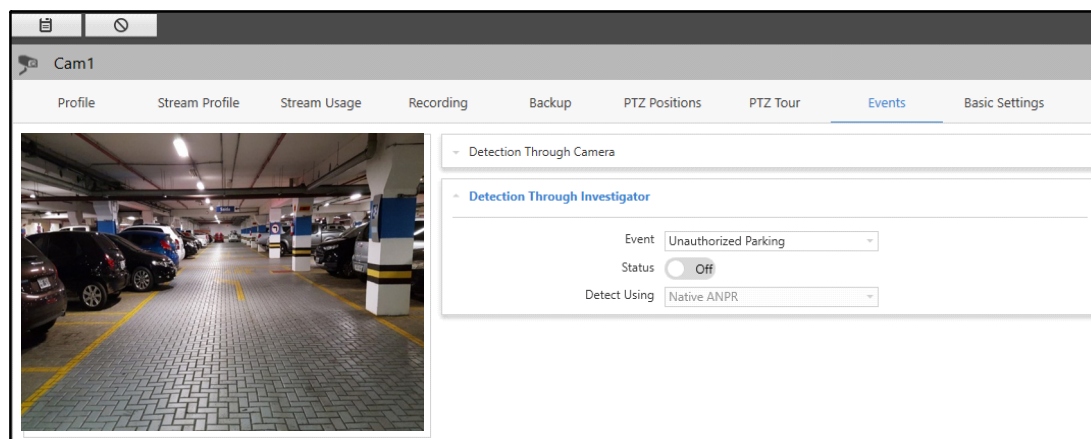 Cam1
Profile Stream Profile Stream Usage Recording Backup PTZ Positions PTZ Tour Events Basic Settings
Detection Through Camera
Detection Through Investigator
Event Unauthorized Parking
Status Off
Detect Using Native ANPR